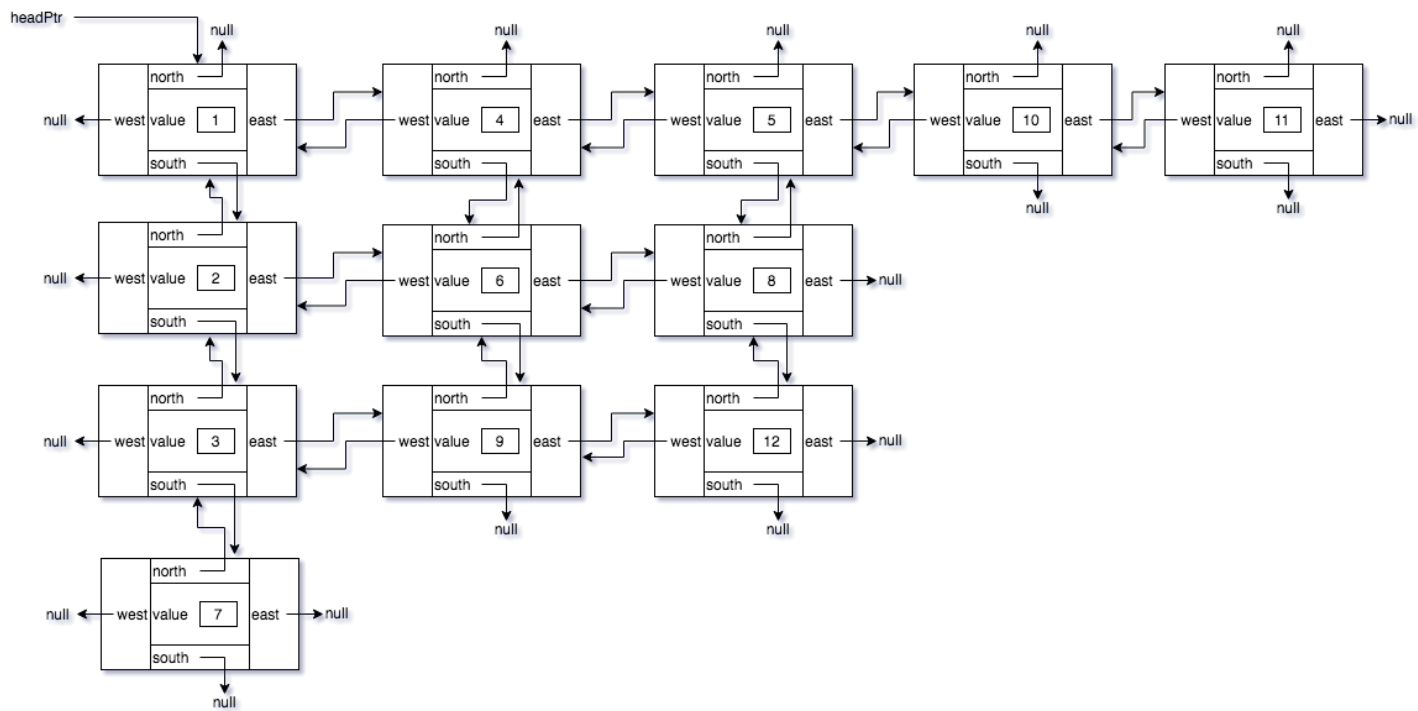 headPtr
null null null null null
north north north north north
null west value 1 east west value 4 east west value 5 east west value 10 east west value 11 east null
south south south south south
null null
north north north
null west value 2 east west value 6 east west value 8 east null
south south south
north north north
null west value 3 east west value 9 east west value 12 east null
south south south
null null
north
null west value 7 east null
south
null